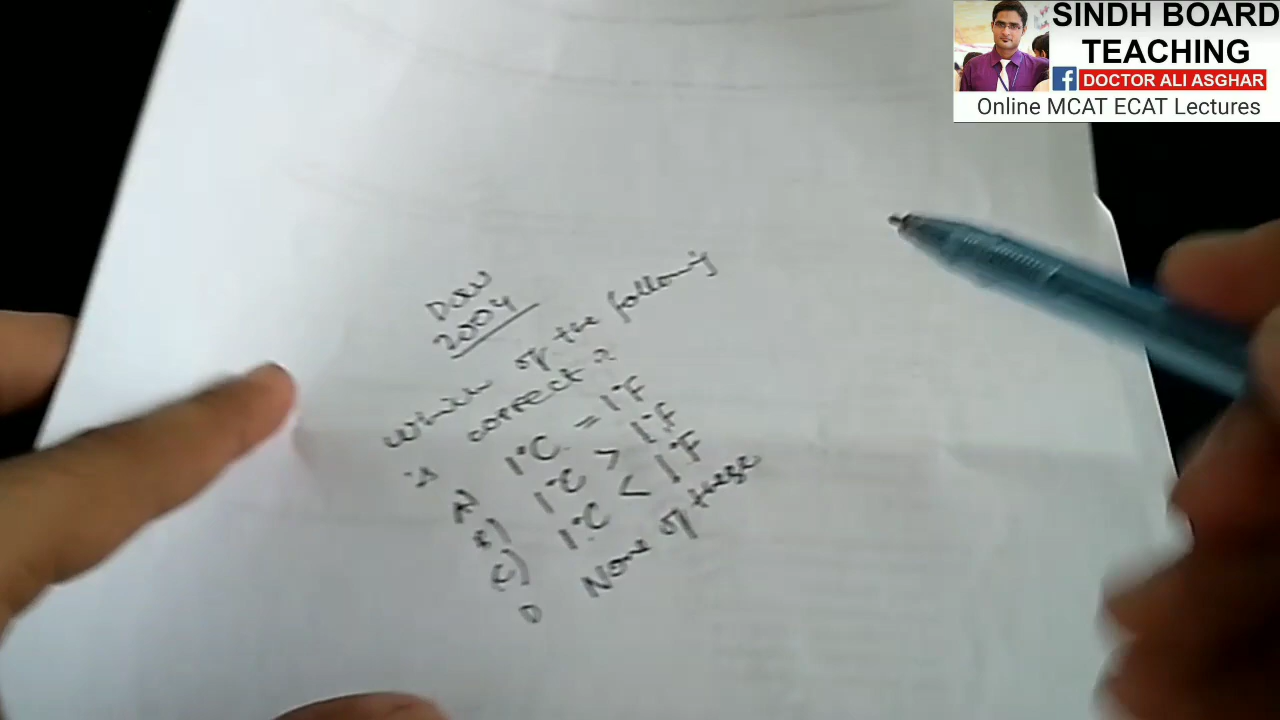 SINDH BOARD
TEACHING
DOCTOR ALI ASGHAR
Online MCAT ECAT Lectures
DOW
2004
Which of the following
is correct ?
A) 1°C = 1°F
B) 1°C > 1°F
C) 1°C < 1°F
D None of these